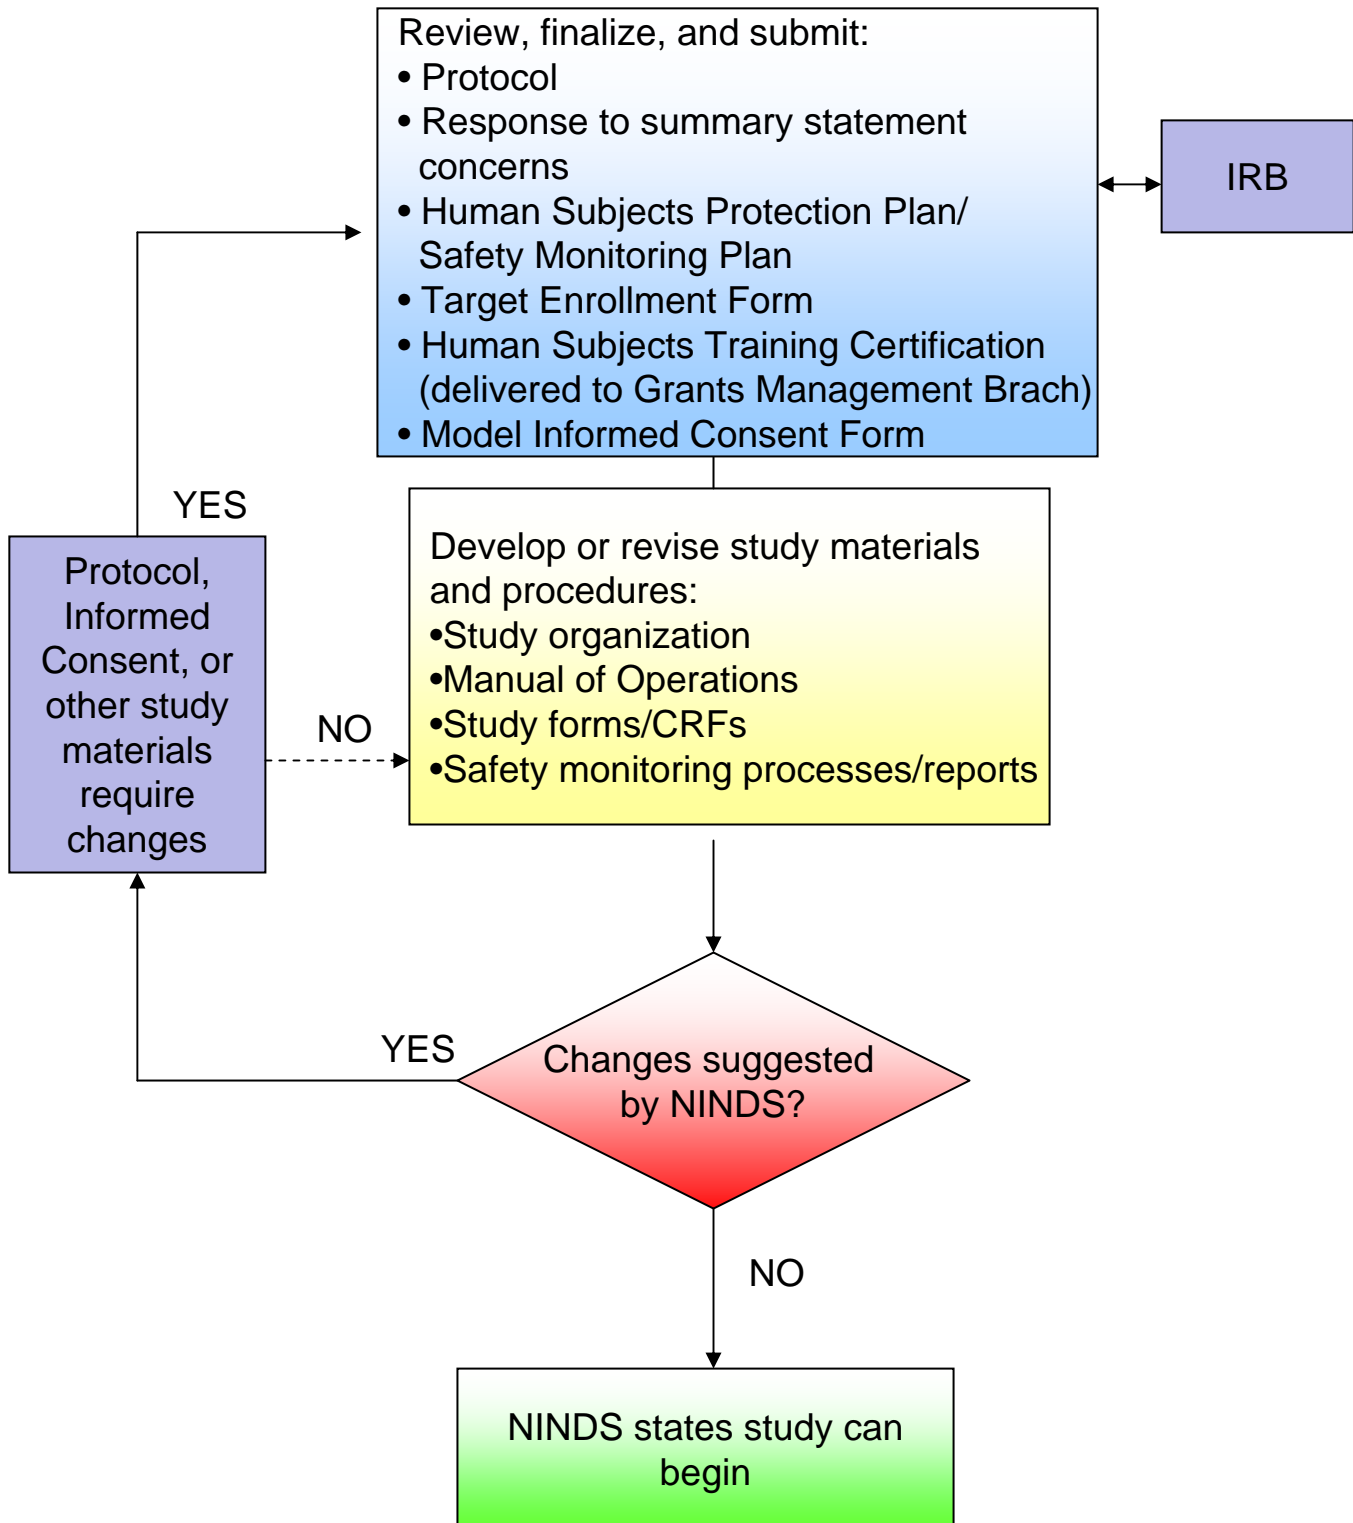 Review, finalize, and submit:
• Protocol
• Response to summary statement
concerns
• Human Subjects Protection Plan/
Safety Monitoring Plan
• Target Enrollment Form
• Human Subjects Training Certification
(delivered to Grants Management Brach)
• Model Informed Consent Form
IRB
YES
Protocol,
Informed
Consent, or
other study
materials
require
changes
NO
Develop or revise study materials
and procedures:
•Study organization
•Manual of Operations
•Study forms/CRFs
•Safety monitoring processes/reports
YES
Changes suggested
by NINDS?
NO
NINDS states study can
begin